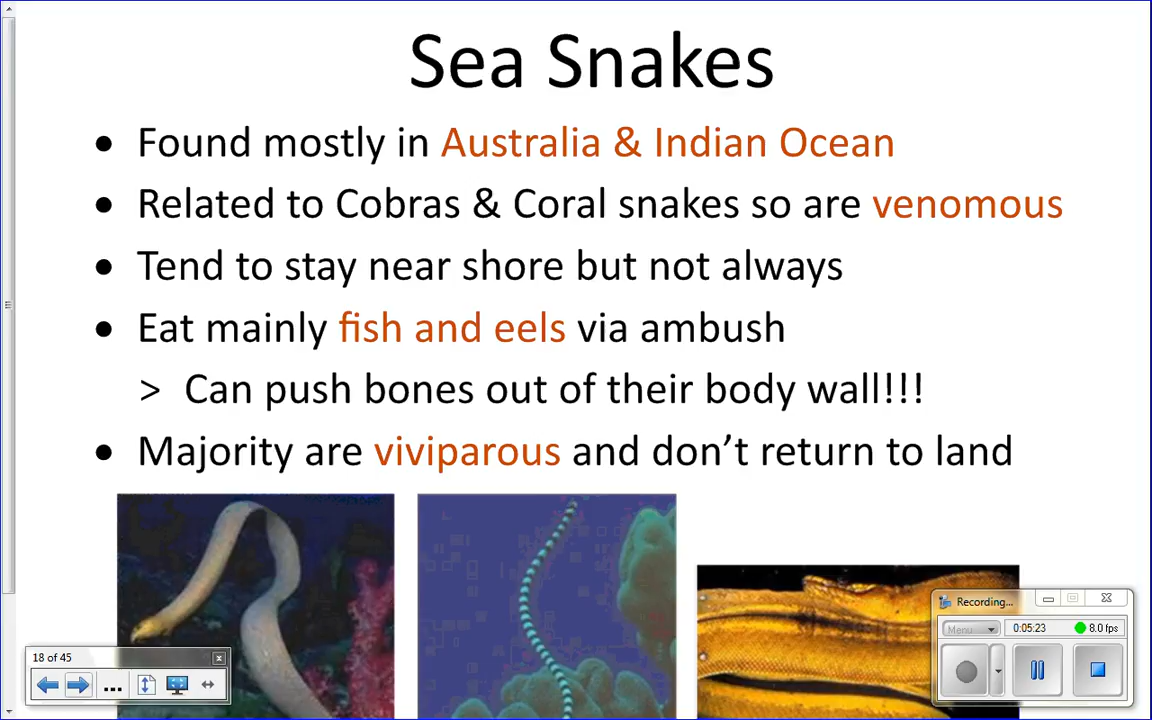 Sea Snakes
• Found mostly in Australia & Indian Ocean
• Related to Cobras & Coral snakes so are venomous
• Tend to stay near shore but not always
• Eat mainly fish and eels via ambush
> Can push bones out of their body wall!!!
• Majority are viviparous and don’t return to land
Recording...
Menu
0:05:23
8.0 fps
18 of 45
...